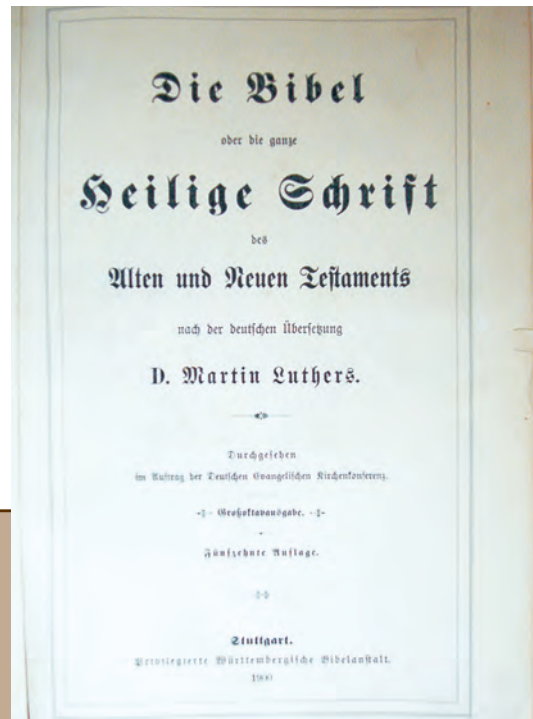 Die Bibel
oder die ganze
Heilige Schrift
des
Alten und Neuen Testaments
nach der deutschen Übersetzung
D. Martin Luthers.
Durchgesehen
im Auftrag der Deutschen Evangelischen Kirchenkonferenz.
Großoktavausgabe.
Fünfzehnte Auflage.
Stuttgart.
Privilegierte Württembergische Bibelanstalt.
1900